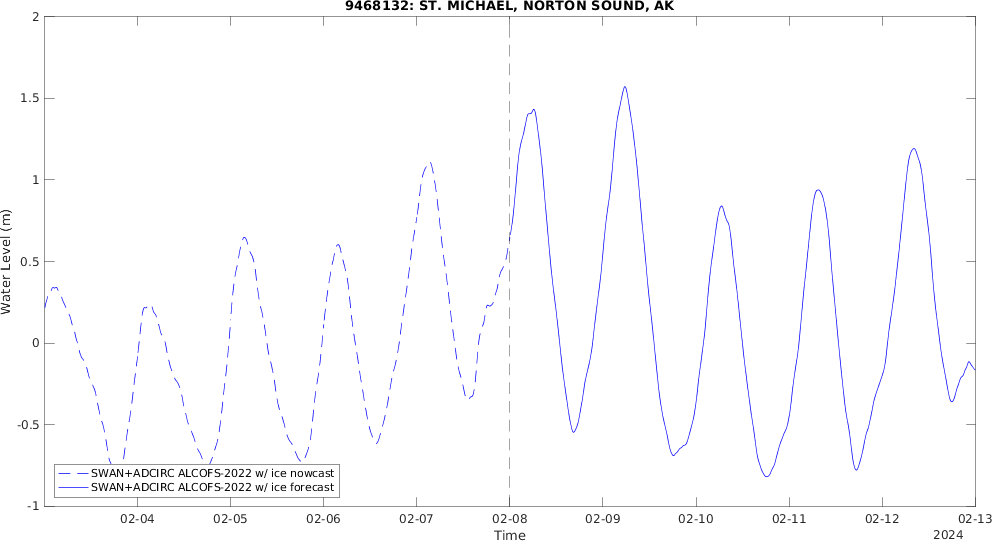 9468132: ST. MICHAEL, NORTON SOUND, AK
2
1.5
1
0.5
0
-0.5
-1
Water Level (m)
SWAN+ADCIRC ALCOFS-2022 w/ ice nowcast
SWAN+ADCIRC ALCOFS-2022 w/ ice forecast
02-04 02-05 02-06 02-07 02-08 02-09 02-10 02-11 02-12 02-13
Time
2024